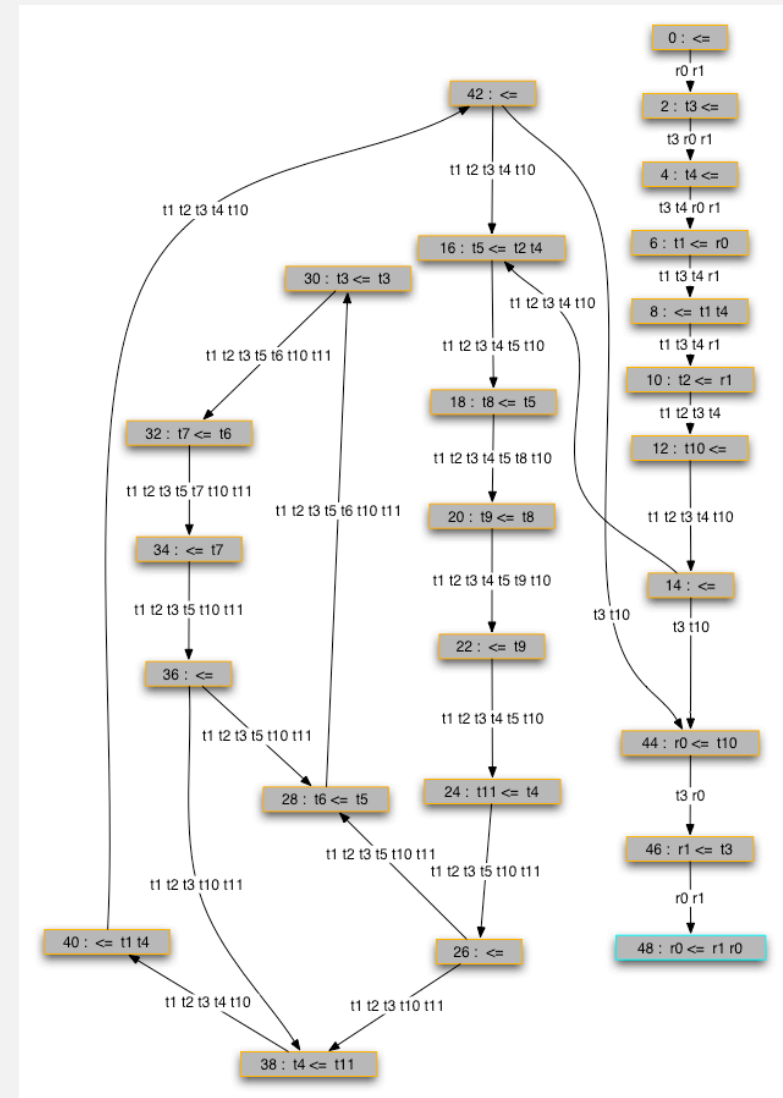 0 : <=
r0 r1
42 : <=
2 : t3 <=
t3 r0 r1
t1 t2 t3 t4 t10
4 : t4 <=
t1 t2 t3 t4 t10
t3 t4 r0 r1
16 : t5 <= t2 t4
6 : t1 <= r0
30 : t3 <= t3
t1 t3 t4 r1
t1 t2 t3 t4 t10
8 : <= t1 t4
t1 t2 t3 t4 t5 t10
t1 t3 t4 r1
t1 t2 t3 t5 t6 t10 t11
10 : t2 <= r1
18 : t8 <= t5
t1 t2 t3 t4
32 : t7 <= t6
12 : t10 <=
t1 t2 t3 t4 t5 t8 t10
t1 t2 t3 t5 t7 t10 t11
t1 t2 t3 t5 t6 t10 t11
20 : t9 <= t8
t1 t2 t3 t4 t10
34 : <= t7
t1 t2 t3 t4 t5 t9 t10
14 : <=
t1 t2 t3 t5 t10 t11
t3 t10
t3 t10
22 : <= t9
36 : <=
t1 t2 t3 t4 t5 t10
t1 t2 t3 t5 t10 t11
44 : r0 <= t10
24 : t11 <= t4
28 : t6 <= t5
t3 r0
46 : r1 <= t3
t1 t2 t3 t5 t10 t11
t1 t2 t3 t5 t10 t11
t1 t2 t3 t10 t11
r0 r1
40 : <= t1 t4
26 : <=
48 : r0 <= r1 r0
t1 t2 t3 t4 t10
t1 t2 t3 t10 t11
38 : t4 <= t11